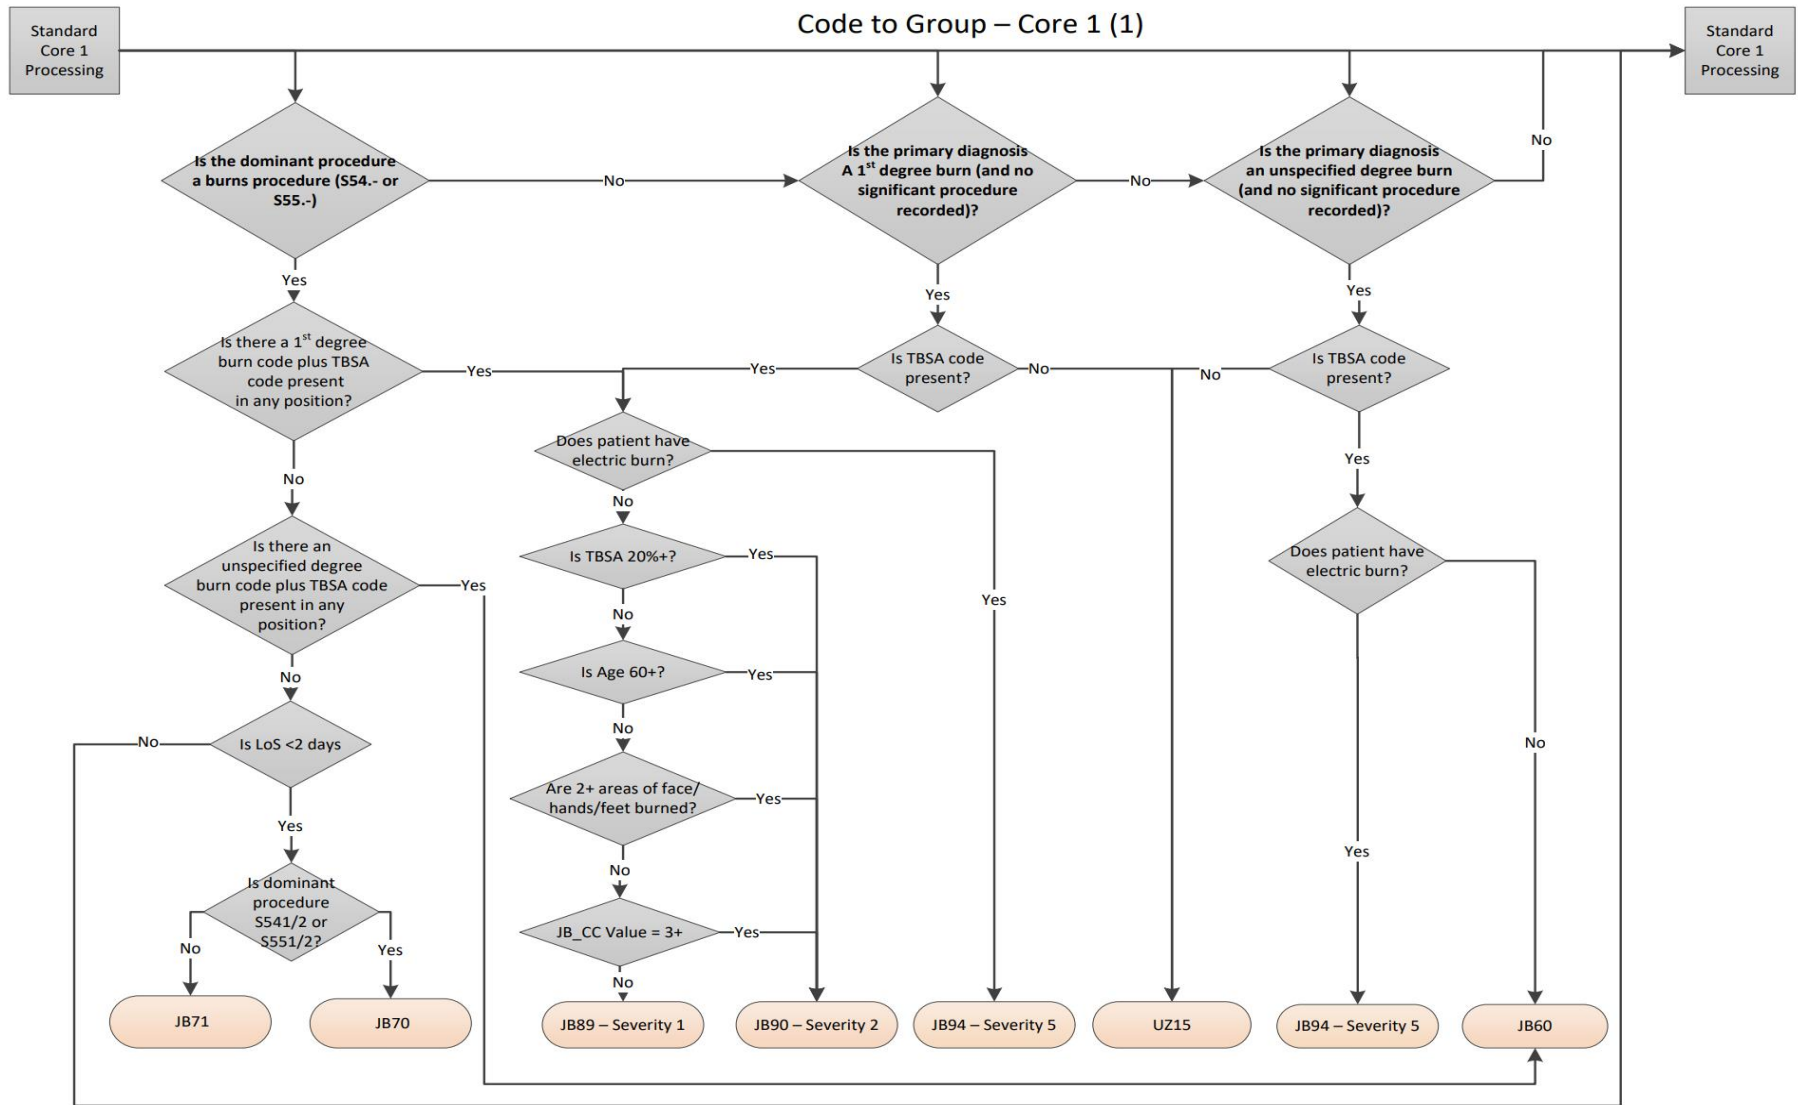 Code to Group – Core 1 (1)
Standard
Core 1
Processing
Standard
Core 1
Processing
Is the dominant procedure
a burns procedure (S54.- or
S55.-)
No
Is the primary diagnosis
A 1st degree burn (and no
significant procedure
recorded)?
No
Is the primary diagnosis
an unspecified degree burn
(and no significant procedure
recorded)?
No
Yes
Yes
Yes
Is there a 1st degree
burn code plus TBSA
code present
in any position?
Yes
Yes
Is TBSA code
present?
No
No
Is TBSA code
present?
No
Does patient have
electric burn?
Yes
No
Yes
Is there an
unspecified degree
burn code plus TBSA code
present in any
position?
Yes
Is TBSA 20%+?
Yes
Does patient have
electric burn?
No
No
Is Age 60+?
Yes
No
No
Is LoS <2 days
No
Yes
Are 2+ areas of face/
hands/feet burned?
Yes
Yes
No
Is dominant
procedure
S541/2 or
S551/2?
No
Yes
JB_CC Value = 3+
Yes
No
JB71
JB70
JB89 – Severity 1
JB90 – Severity 2
JB94 – Severity 5
UZ15
JB94 – Severity 5
JB60